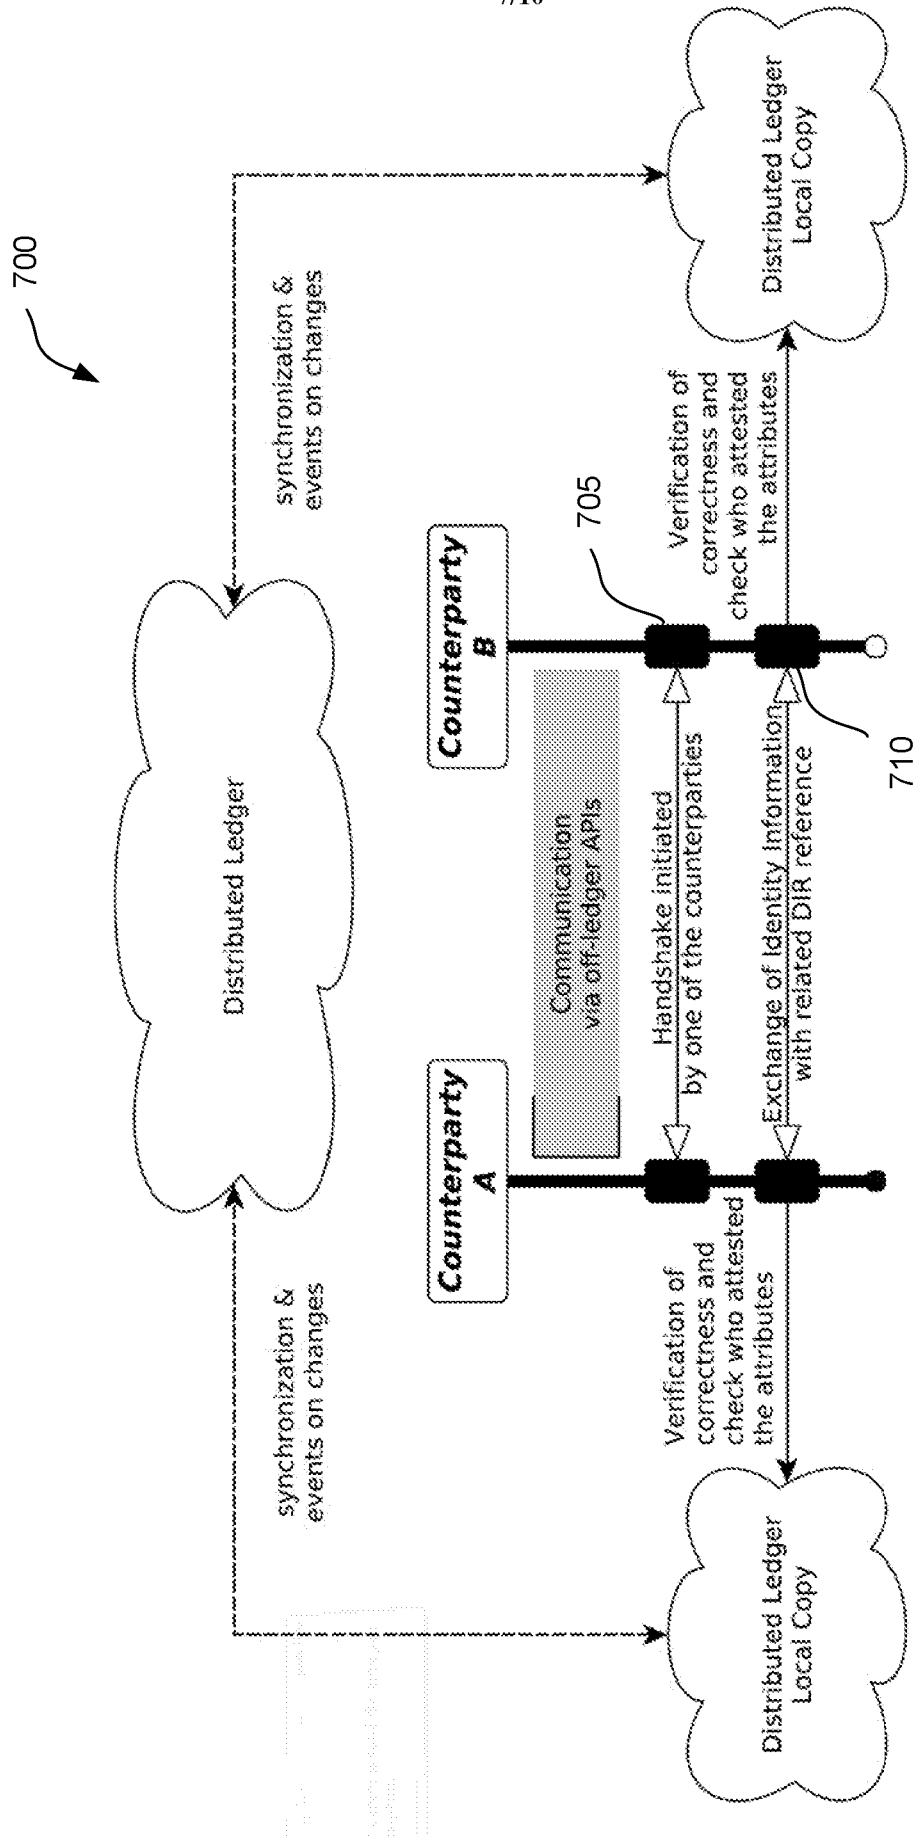 700
Distributed Ledger
synchronization &
events on changes
synchronization &
events on changes
Counterparty
A
Counterparty
B
Communication
via off-ledger APIs
705
Handshake initiated
by one of the counterparties
Exchange of Identity Information
with related DIR reference
710
Verification of
correctness and
check who attested
the attributes
Verification of
correctness and
check who attested
the attributes
Distributed Ledger
Local Copy
Distributed Ledger
Local Copy